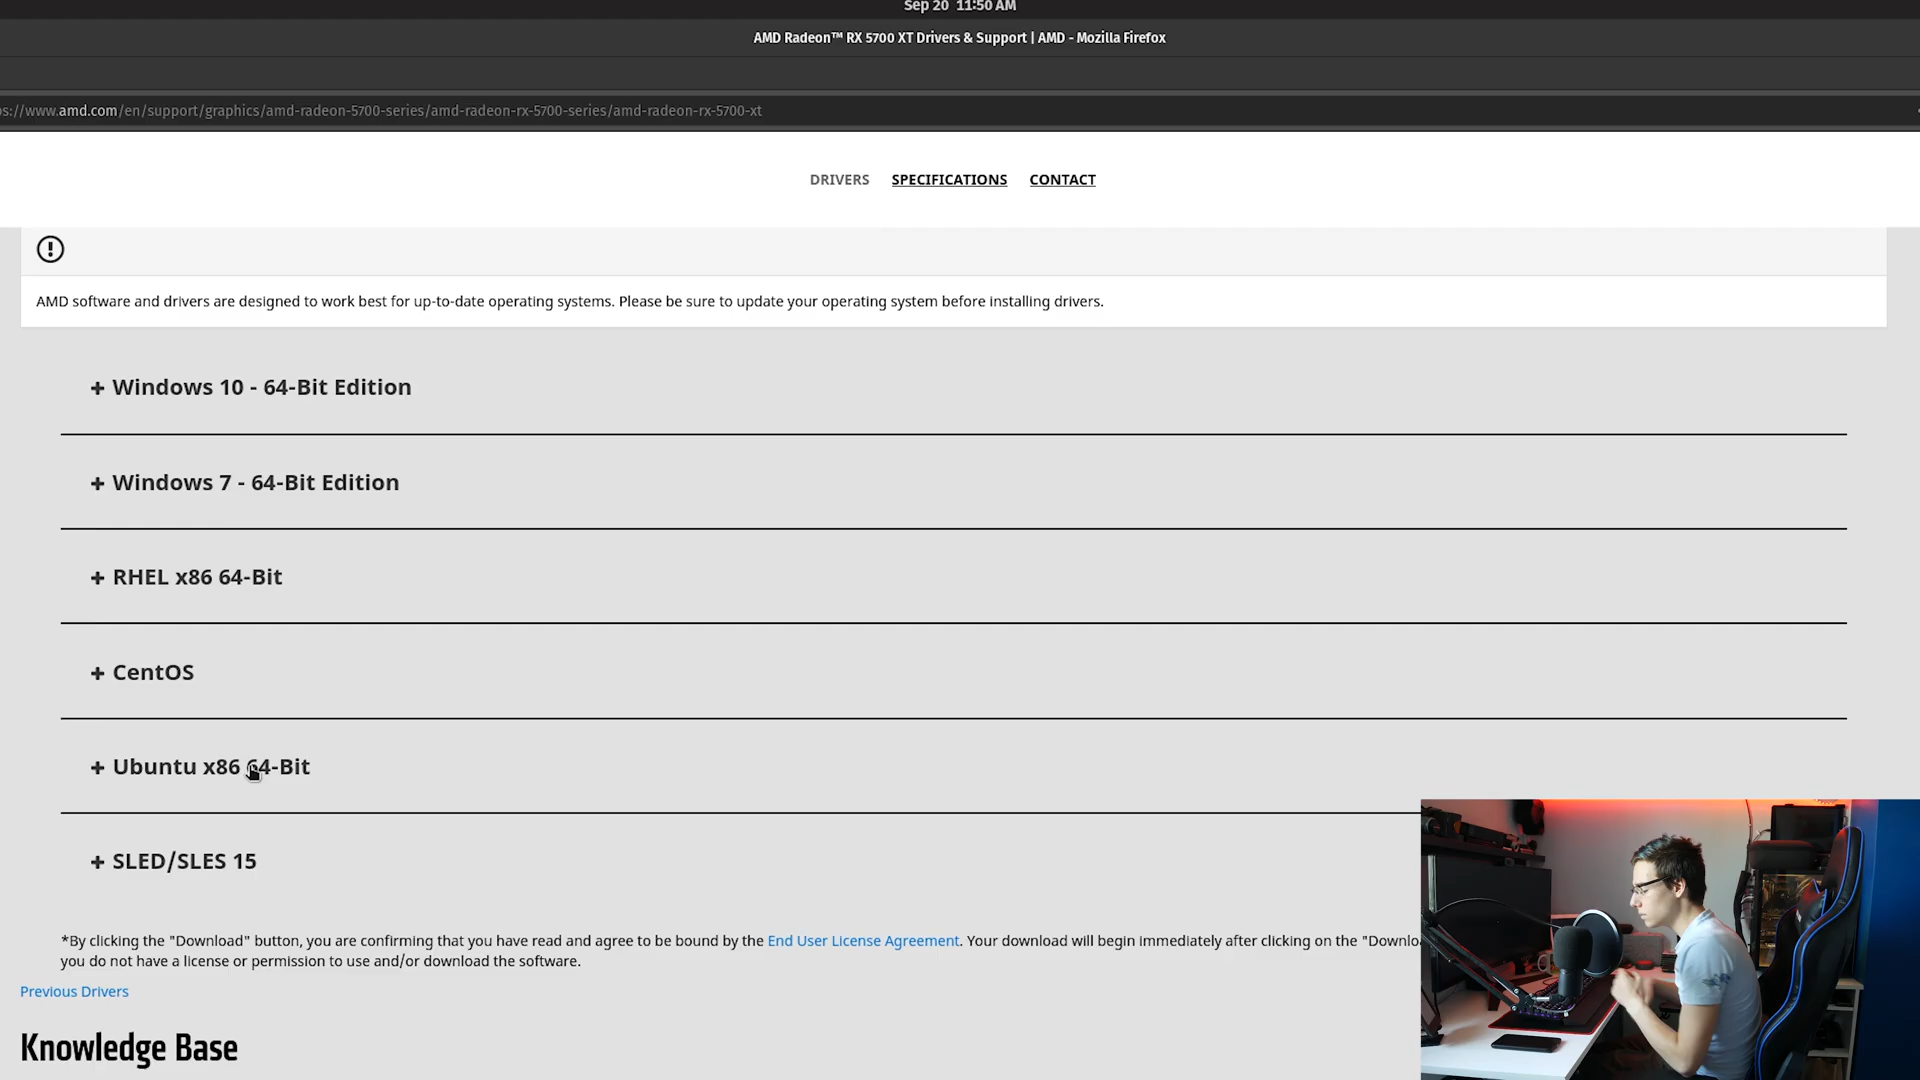 Sep 20 11:50 AM
AMD Radeon™ RX 5700 XT Drivers & Support | AMD - Mozilla Firefox
s://www.amd.com/en/support/graphics/amd-radeon-5700-series/amd-radeon-rx-5700-series/amd-radeon-rx-5700-xt
DRIVERS SPECIFICATIONS CONTACT
AMD software and drivers are designed to work best for up-to-date operating systems. Please be sure to update your operating system before installing drivers.
+ Windows 10 - 64-Bit Edition
+ Windows 7 - 64-Bit Edition
+ RHEL x86 64-Bit
+ CentOS
+ Ubuntu x86 64-Bit
+ SLED/SLES 15
*By clicking the "Download" button, you are confirming that you have read and agree to be bound by the End User License Agreement. Your download will begin immediately after clicking on the "Downlo
you do not have a license or permission to use and/or download the software.
Previous Drivers
Knowledge Base